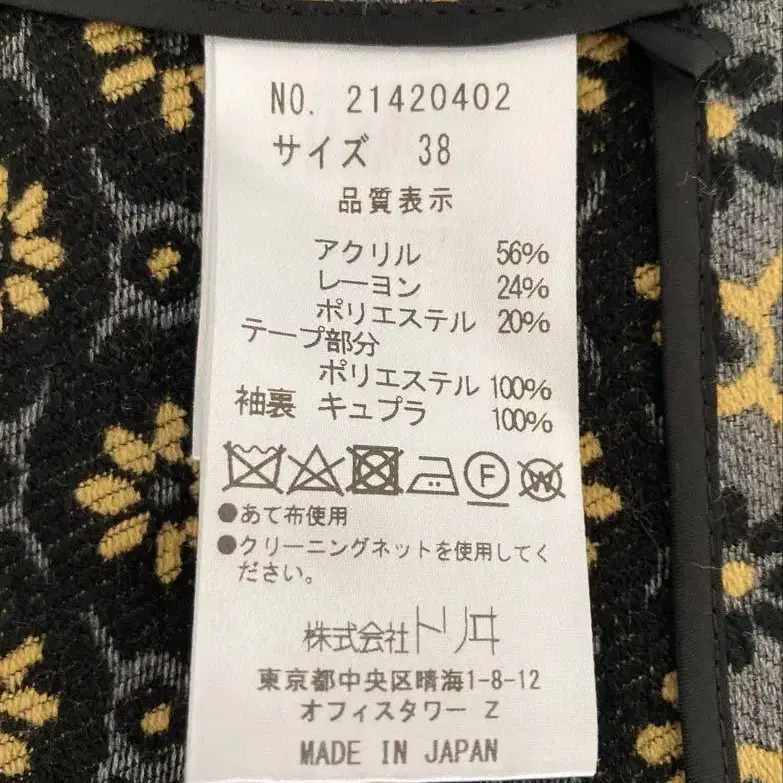 NO. 21420402
サイズ 38
品質表示
アクリル 56%
レーヨン 24%
ポリエステル 20%
テープ部分
ポリエステル 100%
袖裏 キュプラ 100%
F W
●あて布使用
●クリーニングネットを使用してく
ださい。
株式会社トリヰ
東京都中央区晴海1-8-12
オフィスタワー Z
MADE IN JAPAN